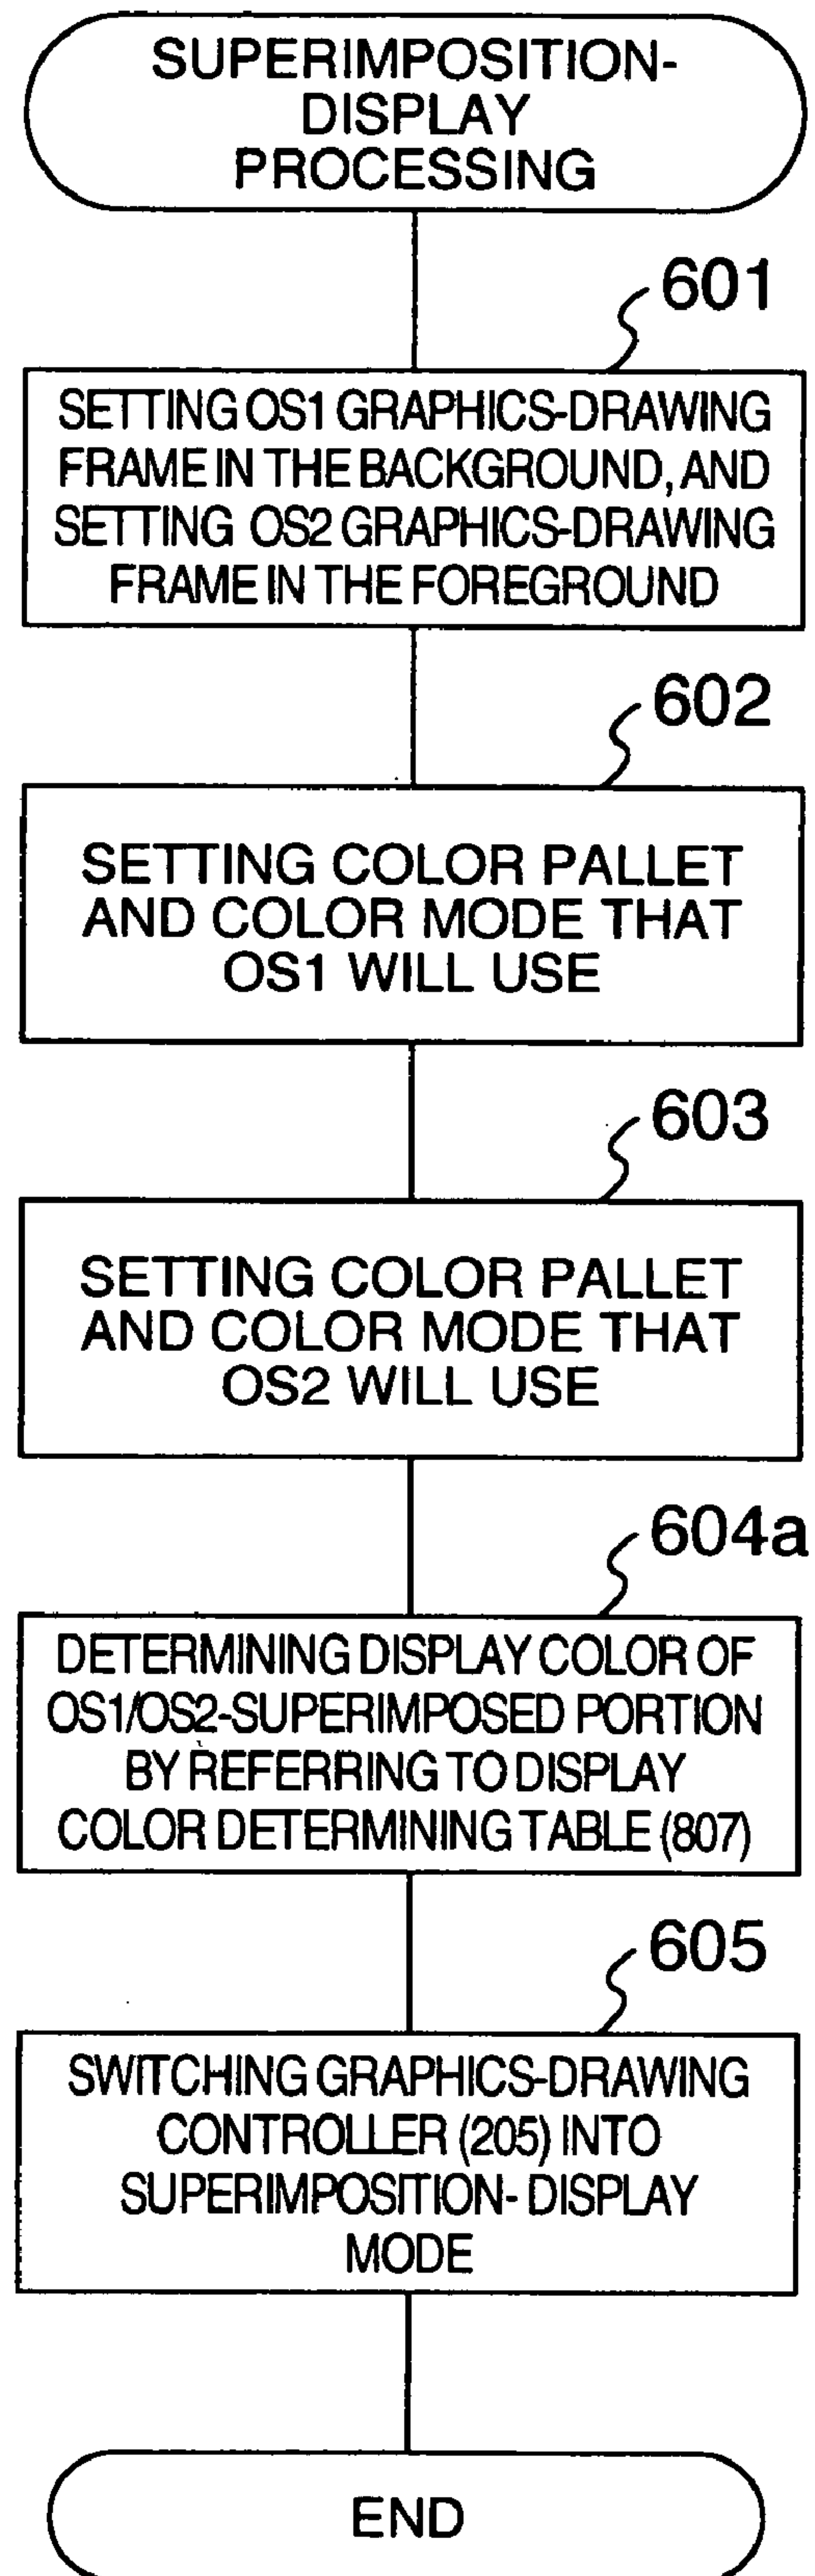 SUPERIMPOSITION-
DISPLAY
PROCESSING
601
SETTING OS1 GRAPHICS-DRAWING
FRAME IN THE BACKGROUND, AND
SETTING OS2 GRAPHICS-DRAWING
FRAME IN THE FOREGROUND
602
SETTING COLOR PALLET
AND COLOR MODE THAT
OS1 WILL USE
603
SETTING COLOR PALLET
AND COLOR MODE THAT
OS2 WILL USE
604a
DETERMINING DISPLAY COLOR OF
OS1/OS2-SUPERIMPOSED PORTION
BY REFERRING TO DISPLAY
COLOR DETERMINING TABLE (807)
605
SWITCHING GRAPHICS-DRAWING
CONTROLLER (205) INTO
SUPERIMPOSITION- DISPLAY
MODE
END